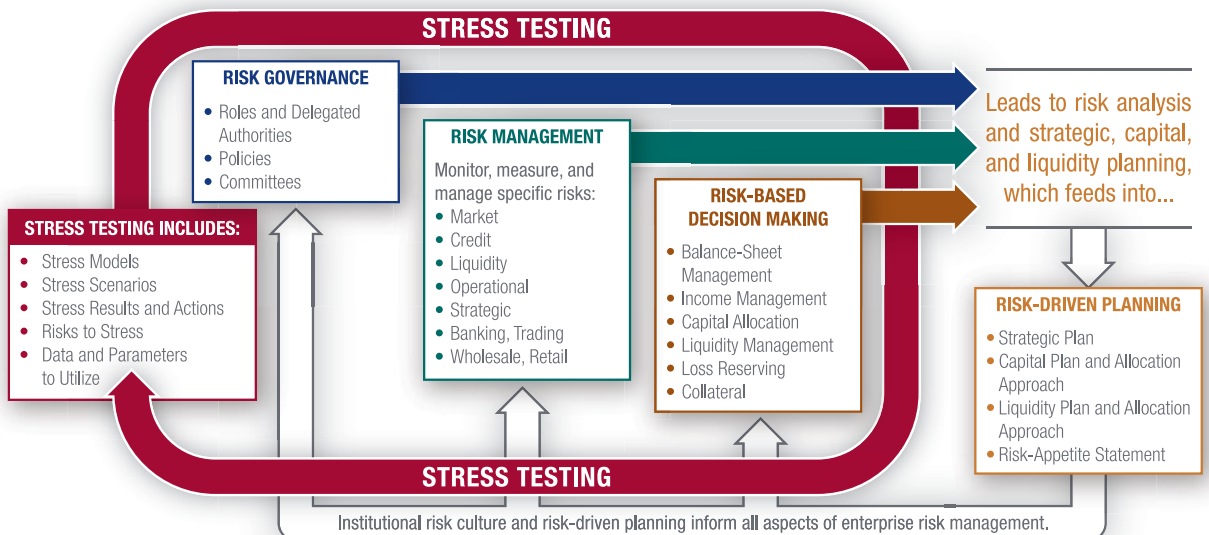 STRESS TESTING
RISK GOVERNANCE
• Roles and Delegated
Authorities
• Policies
• Committees
RISK MANAGEMENT
Monitor, measure, and
manage specific risks:
• Market
• Credit
• Liquidity
• Operational
• Strategic
• Banking, Trading
• Wholesale, Retail
RISK-BASED
DECISION MAKING
• Balance-Sheet
Management
• Income Management
• Capital Allocation
• Liquidity Management
• Loss Reserving
• Collateral
Leads to risk analysis
and strategic, capital,
and liquidity planning,
which feeds into...
STRESS TESTING INCLUDES:
• Stress Models
• Stress Scenarios
• Stress Results and Actions
• Risks to Stress
• Data and Parameters
to Utilize
RISK-DRIVEN PLANNING
• Strategic Plan
• Capital Plan and Allocation
Approach
• Liquidity Plan and Allocation
Approach
• Risk-Appetite Statement
STRESS TESTING
Institutional risk culture and risk-driven planning inform all aspects of enterprise risk management.